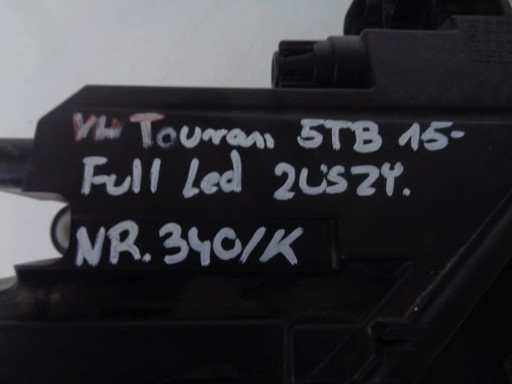 VW Touran 5TB 15-
Full Led 2USZY.
NR.340/K